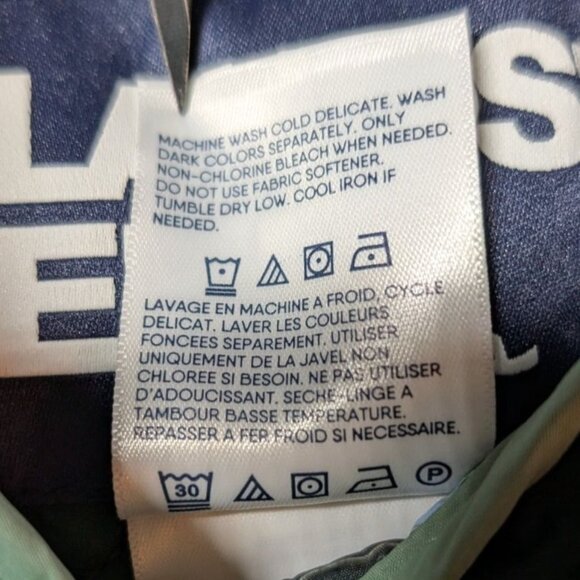 MACHINE WASH COLD DELICATE. WASH
DARK COLORS SEPARATELY. ONLY
NON-CHLORINE BLEACH WHEN NEEDED.
DO NOT USE FABRIC SOFTENER.
TUMBLE DRY LOW. COOL IRON IF
NEEDED.
LAVAGE EN MACHINE A FROID, CYCLE
DELICAT. LAVER LES COULEURS
FONCEES SEPAREMENT. UTILISER
UNIQUEMENT DE LA JAVEL NON
CHLOREE SI BESOIN. NE PAS UTILISER
D'ADOUCISSANT. SECHE-LINGE A
TAMBOUR BASSE TEMPERATURE.
REPASSER A FER FROID SI NECESSAIRE.
30 P